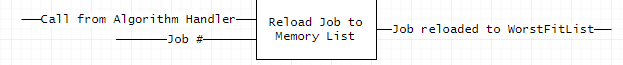 Call from Algorithm Handler
Job #
Reload Job to
Memory List
Job reloaded to WorstFitList